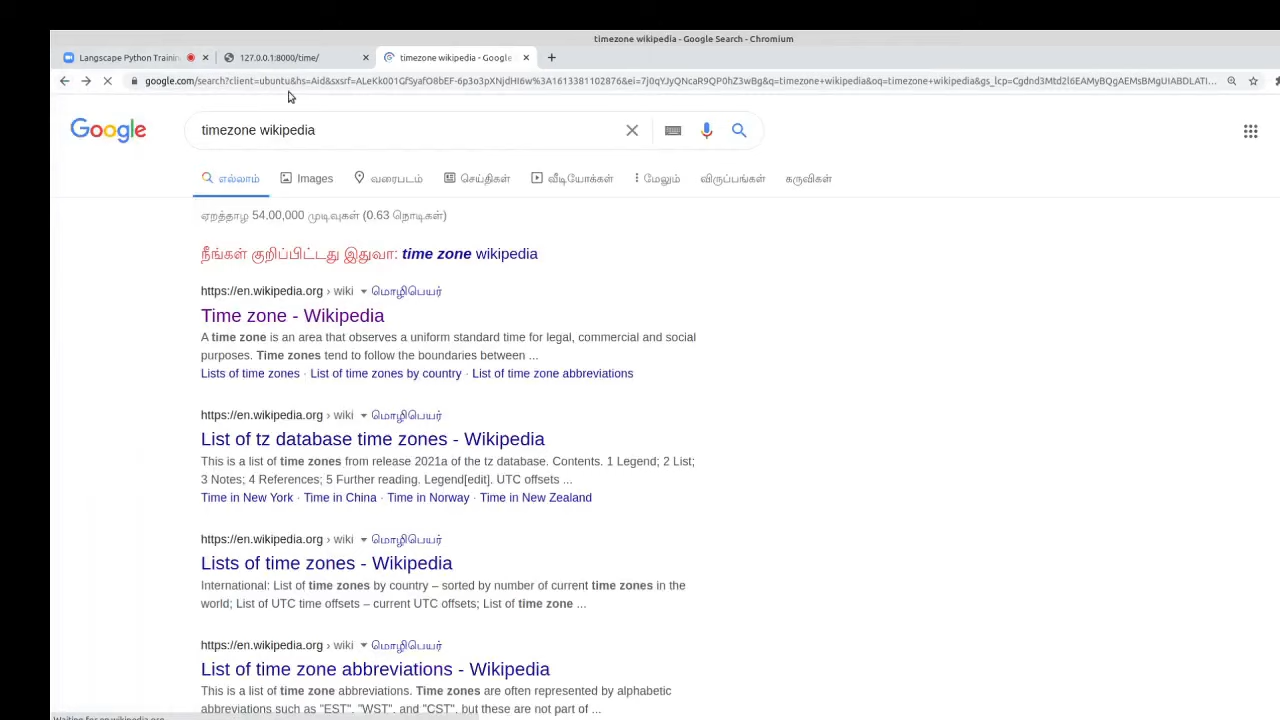 timezone wikipedia - Google Search - Chromium
Langscape Python Trainin
127.0.0.1:8000/time/
timezone wikipedia - Google
google.com/search?client=ubuntu&hs=Aid&sxsrf=ALeKk001GfSyafO8bEF-6p3o3pXNjdHI6w%3A1613381102876&ei=7j0qYJyQNcaR9QP0hZ3wBg&q=timezone+wikipedia&oq=timezone+wikipedia&gs_lcp=Cgdnd3Mtd2l6EAMyBQgAEMsBMgUIABDLATI...
Google
timezone wikipedia
எல்லாம் Images வரைபடம் செய்திகள் வீடியோக்கள் மேலும் விருப்பங்கள் கருவிகள்
ஏறத்தாழ 54,00,000 முடிவுகள் (0.63 நொடிகள்)
நீங்கள் குறிப்பிட்டது இதுவா: time zone wikipedia
https://en.wikipedia.org › wiki மொழிபெயர்
Time zone - Wikipedia
A time zone is an area that observes a uniform standard time for legal, commercial and social
purposes. Time zones tend to follow the boundaries between ...
Lists of time zones · List of time zones by country · List of time zone abbreviations
https://en.wikipedia.org › wiki மொழிபெயர்
List of tz database time zones - Wikipedia
This is a list of time zones from release 2021a of the tz database. Contents. 1 Legend; 2 List;
3 Notes; 4 References; 5 Further reading. Legend[edit]. UTC offsets ...
Time in New York · Time in China · Time in Norway · Time in New Zealand
https://en.wikipedia.org › wiki மொழிபெயர்
Lists of time zones - Wikipedia
International: List of time zones by country – sorted by number of current time zones in the
world; List of UTC time offsets – current UTC offsets; List of time zone ...
https://en.wikipedia.org › wiki மொழிபெயர்
List of time zone abbreviations - Wikipedia
This is a list of time zone abbreviations. Time zones are often represented by alphabetic
abbreviations such as "EST", "WST", and "CST", but these are not part of ...
Waiting for en.wikipedia.org